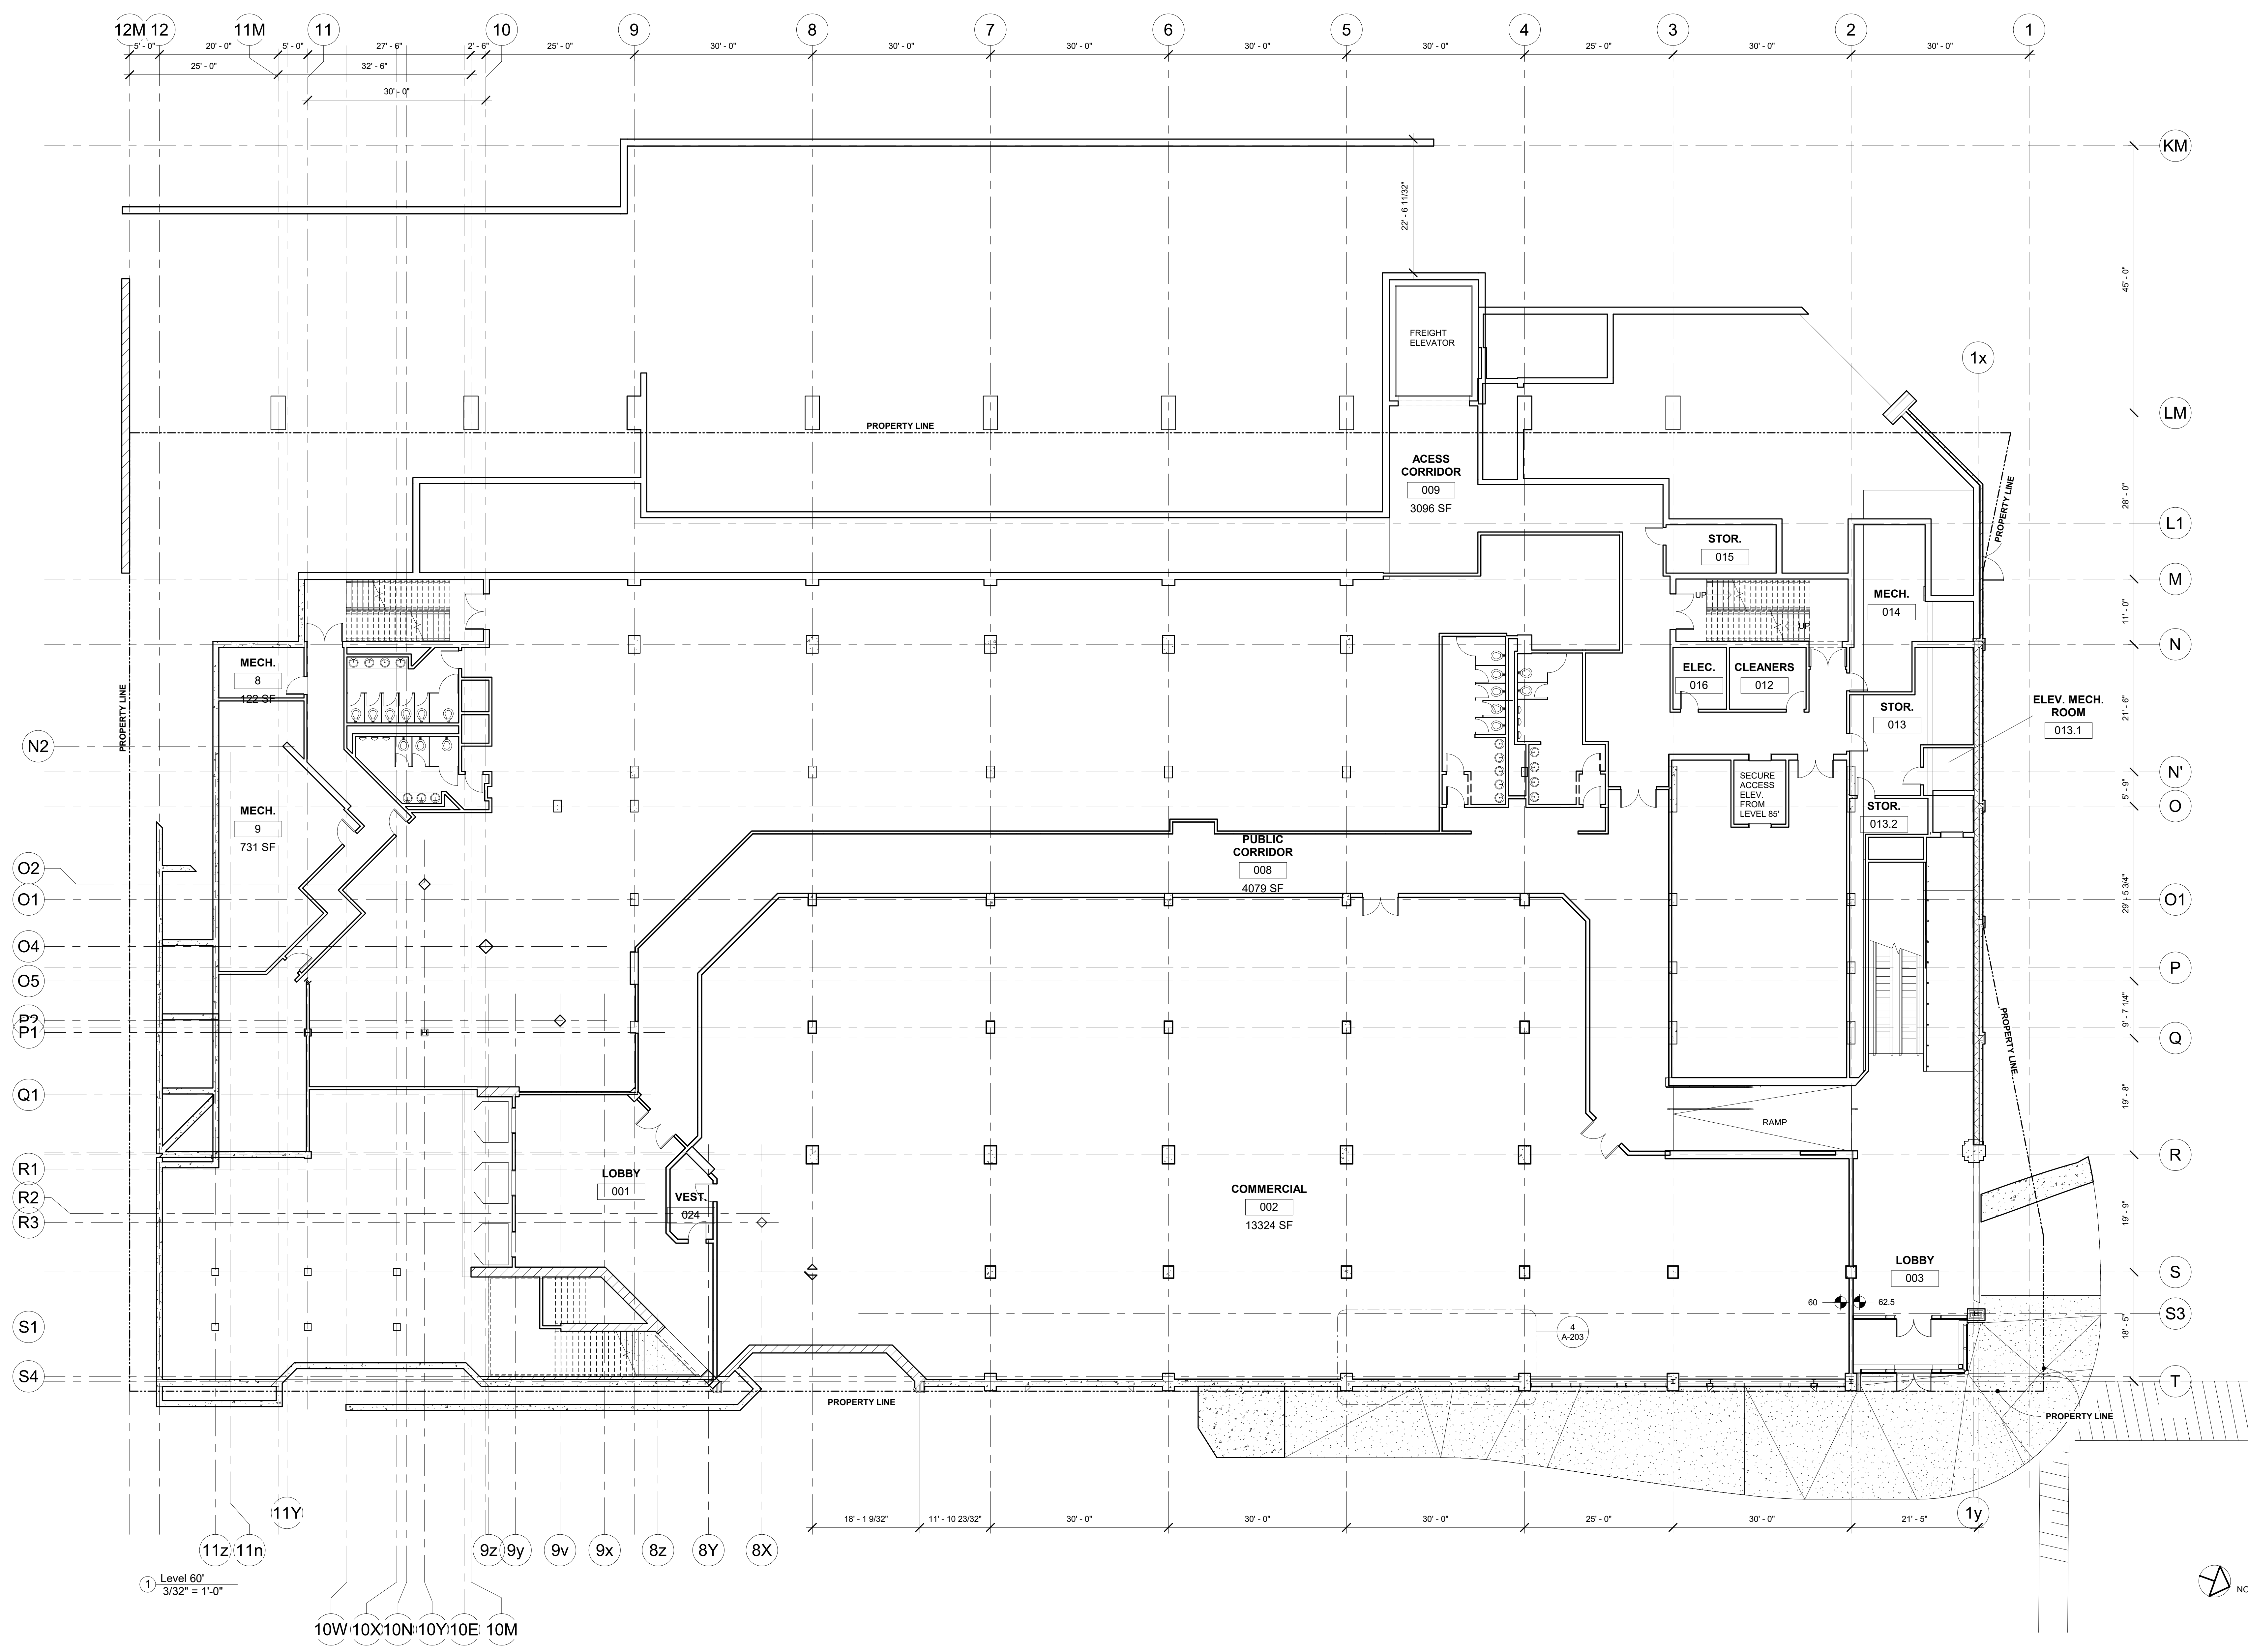 12M 12 11M 11 10 9 8 7 6 5 4 3 2 1
5' - 0" 20' - 0" 5' - 0" 27' - 6" 2' - 6" 25' - 0" 30' - 0" 30' - 0" 30' - 0" 30' - 0" 30' - 0" 25' - 0" 30' - 0" 30' - 0"
25' - 0" 32' - 6"
30' - 0"
KM
22' - 6 11/32"
45' - 0"
FREIGHT
ELEVATOR
1x
LM
PROPERTY LINE
ACESS
CORRIDOR
009
3096 SF
28' - 0"
PROPERTY LINE
L1
STOR.
015
M
UP
MECH.
014
UP
11' - 0"
N
MECH.
8
122 SF
ELEC.
016
CLEANERS
012
STOR.
013
ELEV. MECH.
ROOM
013.1
21' - 6"
PROPERTY LINE
N2
N'
SECURE
ACCESS
ELEV.
FROM
LEVEL 85'
5' - 9"
O
MECH.
9
731 SF
STOR.
013.2
PUBLIC
CORRIDOR
008
4079 SF
O2
O1
O1
29' - 5 3/4"
O4
O5
P
P2
P1
9' - 7 1/4"
PROPERTY LINE
Q
Q1
19' - 8"
RAMP
R1
R
R2
R3
LOBBY
001
VEST.
024
COMMERCIAL
002
13324 SF
19' - 9"
LOBBY
003
S
60
62.5
S3
S1
4
A-203
18' - 5"
S4
T
PROPERTY LINE
PROPERTY LINE
11Y
1y
18' - 1 9/32" 11' - 10 23/32" 30' - 0" 30' - 0" 30' - 0" 25' - 0" 30' - 0" 21' - 5"
11z 11n 9z 9y 9v 9x 8z 8Y 8X
1
Level 60'
3/32" = 1'-0"
NO
10W 10X 10N 10Y 10E 10M